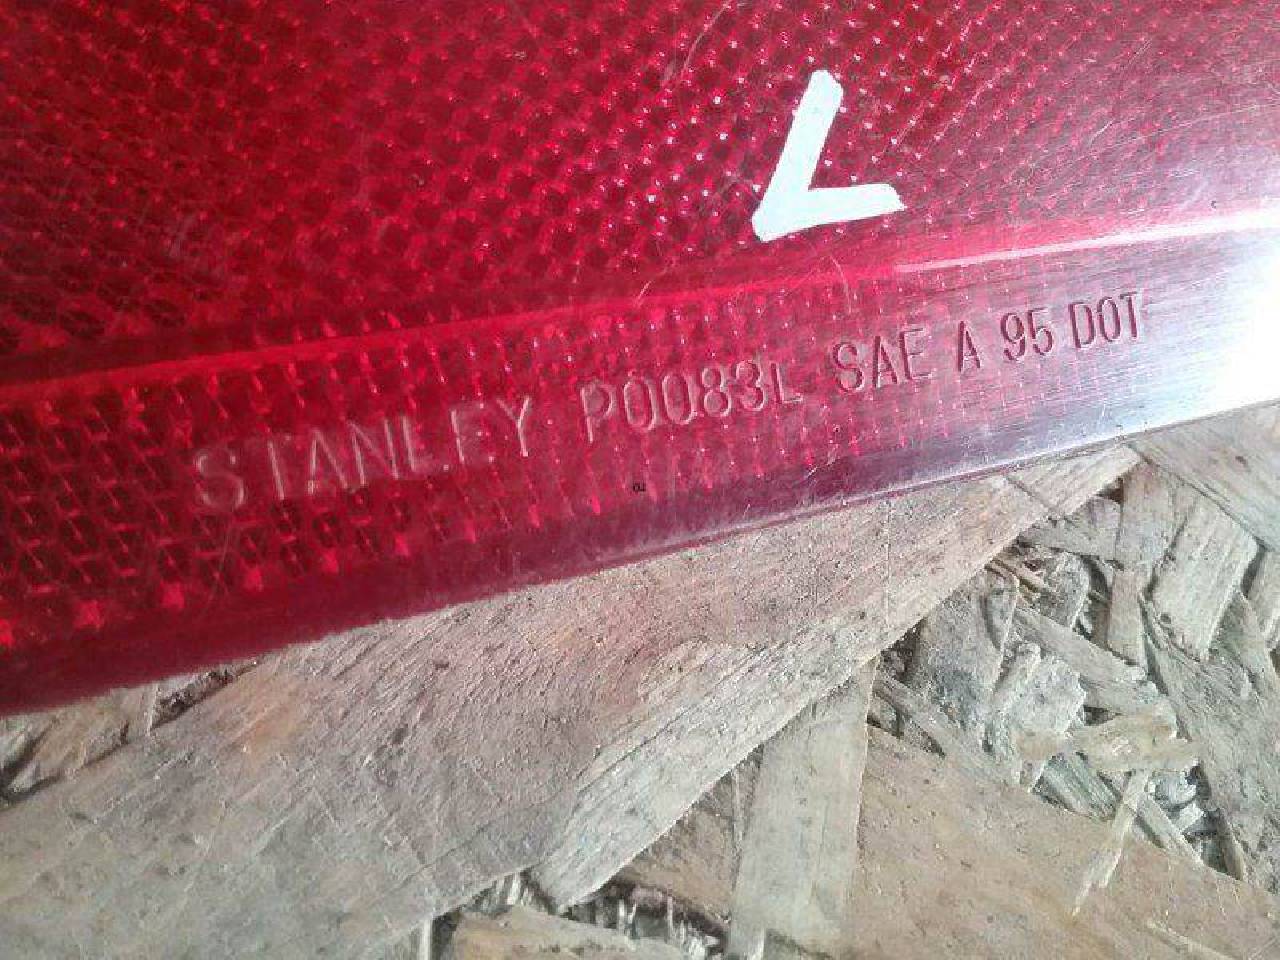 L
STANLEY P0083L SAE A 95 DOT